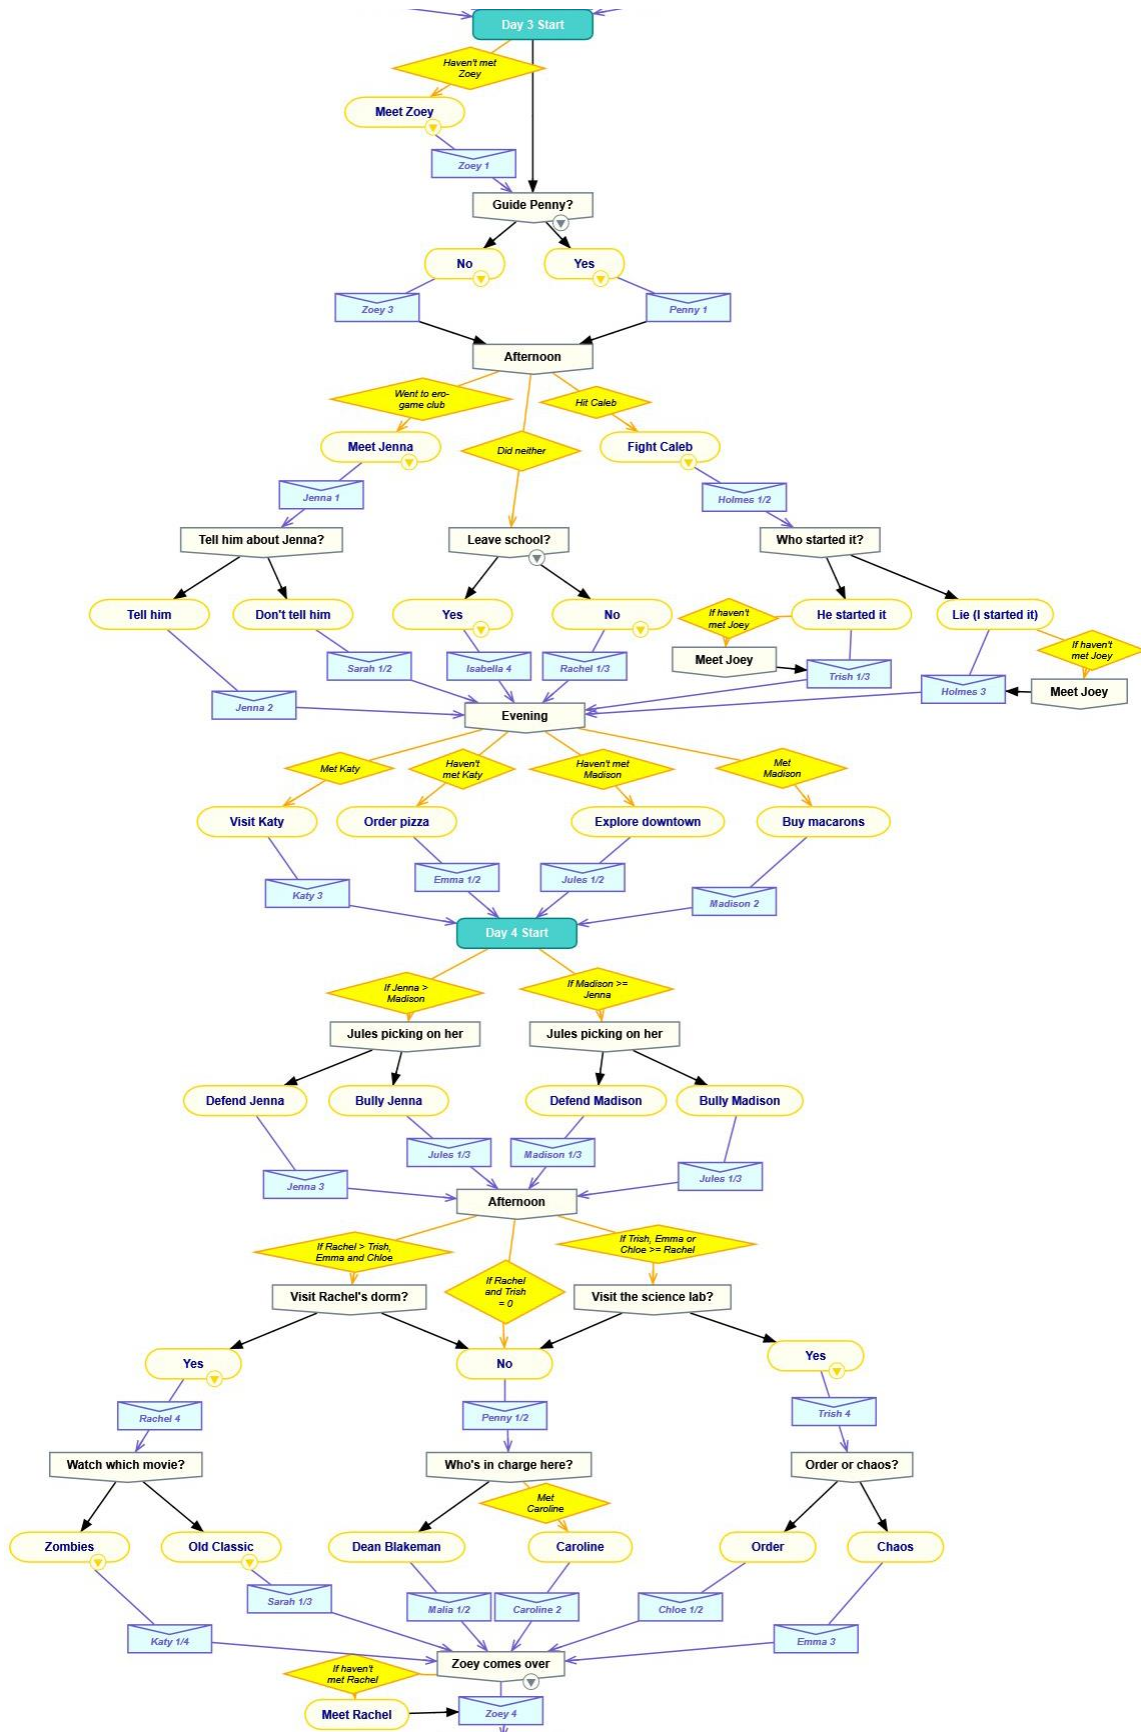 Day 3 Start
Haven't met
Zoey
Meet Zoey
Zoey 1
Guide Penny?
No
Yes
Zoey 3
Penny 1
Afternoon
Went to ero-
game club
Hit Caleb
Meet Jenna
Did neither
Fight Caleb
Jenna 1
Holmes 1/2
Tell him about Jenna?
Leave school?
Who started it?
Tell him
Don't tell him
Yes
No
If haven't
met Joey
He started it
Lie (I started it)
If haven't
met Joey
Sarah 1/2
Isabella 4
Rachel 1/3
Meet Joey
Trish 1/3
Jenna 2
Holmes 3
Meet Joey
Evening
Met Katy
Haven't
met Katy
Haven't met
Madison
Met
Madison
Visit Katy
Order pizza
Explore downtown
Buy macarons
Katy 3
Emma 1/2
Jules 1/2
Madison 2
Day 4 Start
If Jenna >
Madison
If Madison >=
Jenna
Jules picking on her
Jules picking on her
Defend Jenna
Bully Jenna
Defend Madison
Bully Madison
Jenna 3
Jules 1/3
Madison 1/3
Jules 1/3
Afternoon
If Rachel > Trish,
Emma and Chloe
If Rachel
and Trish
= 0
If Trish, Emma or
Chloe >= Rachel
Visit Rachel's dorm?
Visit the science lab?
Yes
No
Yes
Rachel 4
Penny 1/2
Trish 4
Watch which movie?
Who's in charge here?
Order or chaos?
Met
Caroline
Zombies
Old Classic
Dean Blakeman
Caroline
Order
Chaos
Katy 1/4
Sarah 1/3
Malia 1/2
Caroline 2
Chloe 1/2
Emma 3
Zoey comes over
If haven't
met Rachel
Meet Rachel
Zoey 4